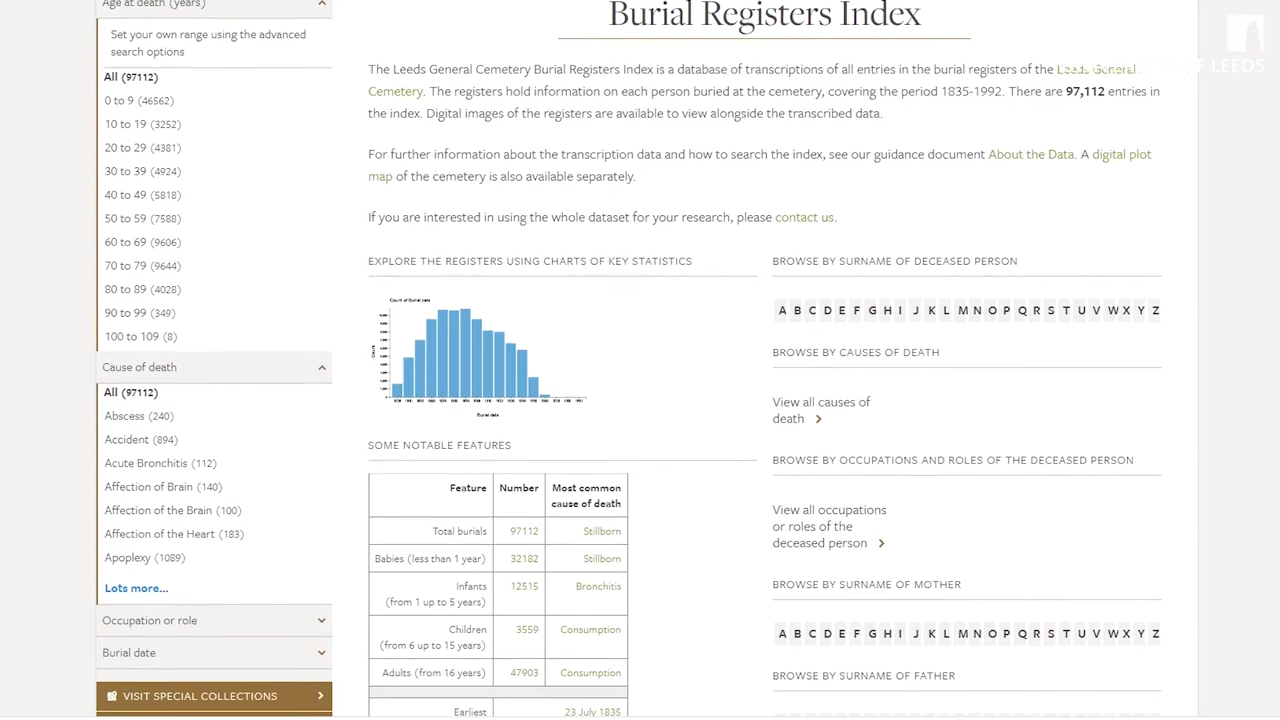 Age at death (years)
Set your own range using the advanced
search options
All (97112)
0 to 9 (46562)
10 to 19 (3252)
20 to 29 (4381)
30 to 39 (4924)
40 to 49 (5818)
50 to 59 (7588)
60 to 69 (9606)
70 to 79 (9644)
80 to 89 (4028)
90 to 99 (349)
100 to 109 (8)
Cause of death
All (97112)
Abscess (240)
Accident (894)
Acute Bronchitis (112)
Affection of Brain (140)
Affection of the Brain (100)
Affection of the Heart (183)
Apoplexy (1089)
Lots more...
Occupation or role
Burial date
VISIT SPECIAL COLLECTIONS
Burial Registers Index
The Leeds General Cemetery Burial Registers Index is a database of transcriptions of all entries in the burial registers of the Leeds General
Cemetery. The registers hold information on each person buried at the cemetery, covering the period 1835-1992. There are 97,112 entries in
the index. Digital images of the registers are available to view alongside the transcribed data.
For further information about the transcription data and how to search the index, see our guidance document About the Data. A digital plot
map of the cemetery is also available separately.
If you are interested in using the whole dataset for your research, please contact us.
EXPLORE THE REGISTERS USING CHARTS OF KEY STATISTICS
Count of Burial date
Count
Burial date
SOME NOTABLE FEATURES
Feature Number Most common
cause of death
Total burials 97112 Stillborn
Babies (less than 1 year) 32182 Stillborn
Infants 12515 Bronchitis
(from 1 up to 5 years)
Children 3559 Consumption
(from 6 up to 15 years)
Adults (from 16 years) 47903 Consumption
Earliest 23 July 1835
BROWSE BY SURNAME OF DECEASED PERSON
A B C D E F G H I J K L M N O P Q R S T U V W X Y Z
BROWSE BY CAUSES OF DEATH
View all causes of
death
BROWSE BY OCCUPATIONS AND ROLES OF THE DECEASED PERSON
View all occupations
or roles of the
deceased person
BROWSE BY SURNAME OF MOTHER
A B C D E F G H I J K L M N O P Q R S T U V W X Y Z
BROWSE BY SURNAME OF FATHER
OF LEEDS